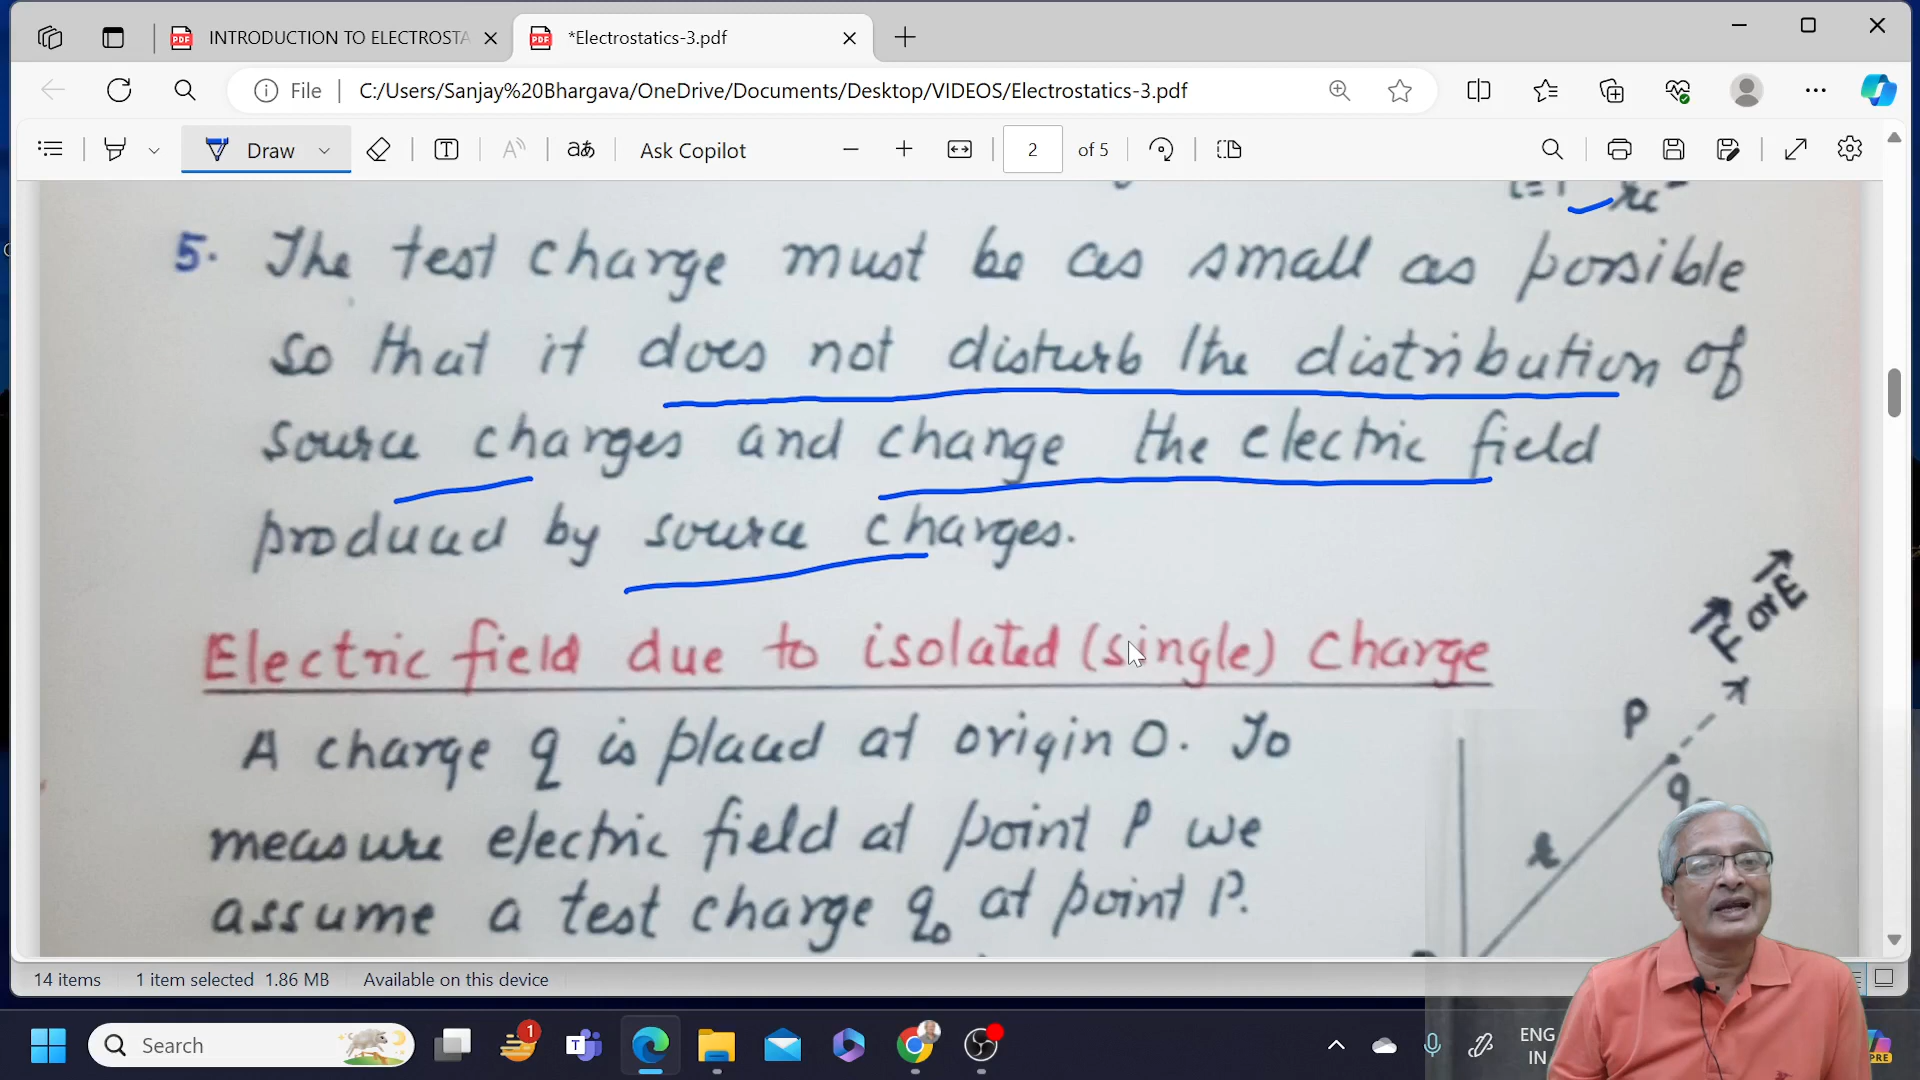 INTRODUCTION TO ELECTROSTA
*Electrostatics-3.pdf
File
C:/Users/Sanjay%20Bhargava/OneDrive/Documents/Desktop/VIDEOS/Electrostatics-3.pdf
Draw
Ask Copilot
2 of 5
5. The test charge must be as small as possible
so that it does not disturb the distribution of
source charges and change the electric field
produced by source charges.
Electric field due to isolated (single) Charge
A charge q is placed at origin O. To
measure electric field at point P we
assume a test charge q₀ at point P.
P
14 items 1 item selected 1.86 MB Available on this device
Search
1
ENG
IN
PRE